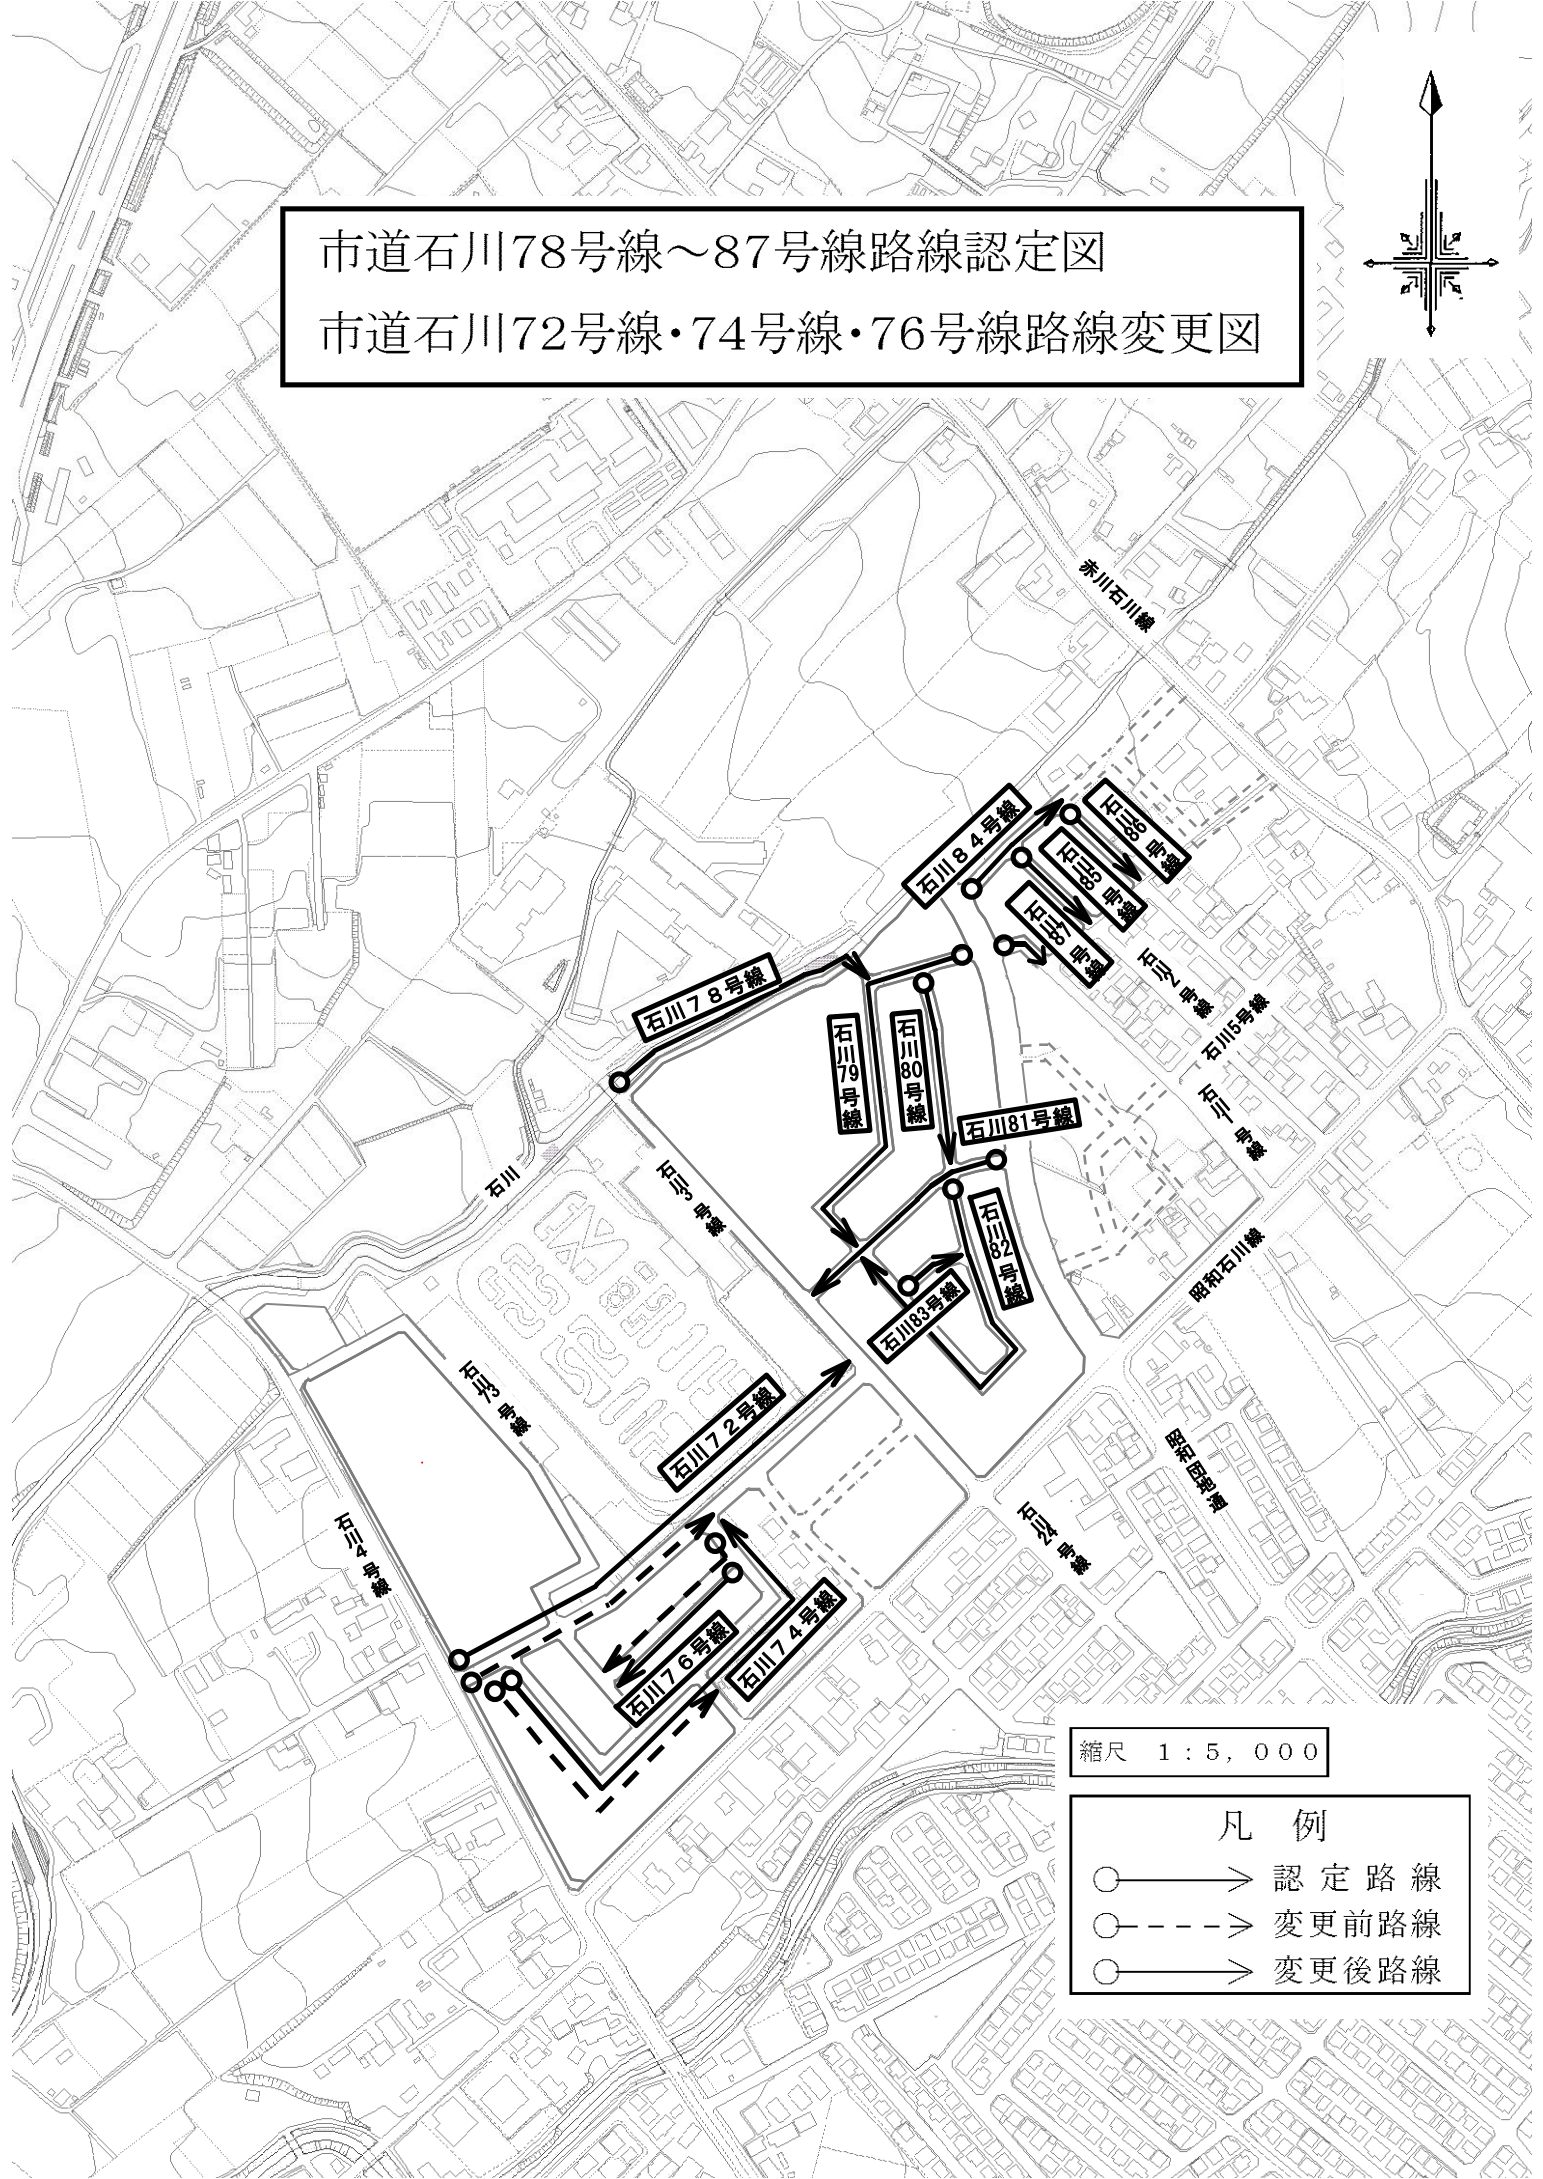 市道石川78号線～87号線路線認定図
市道石川72号線・74号線・76号線路線変更図
赤川石川線
石川84号線
石川86号線
石川85号線
石川87号線
石川2号線
石川5号線
石川1号線
石川78号線
石川79号線
石川80号線
石川81号線
石川82号線
石川83号線
石川
石川3号線
昭和石川線
石川73号線
石川72号線
昭和団地通
石川4号線
石川24号線
石川76号線
石川74号線
縮尺 1:5,000
凡 例
認定路線
変更前路線
変更後路線